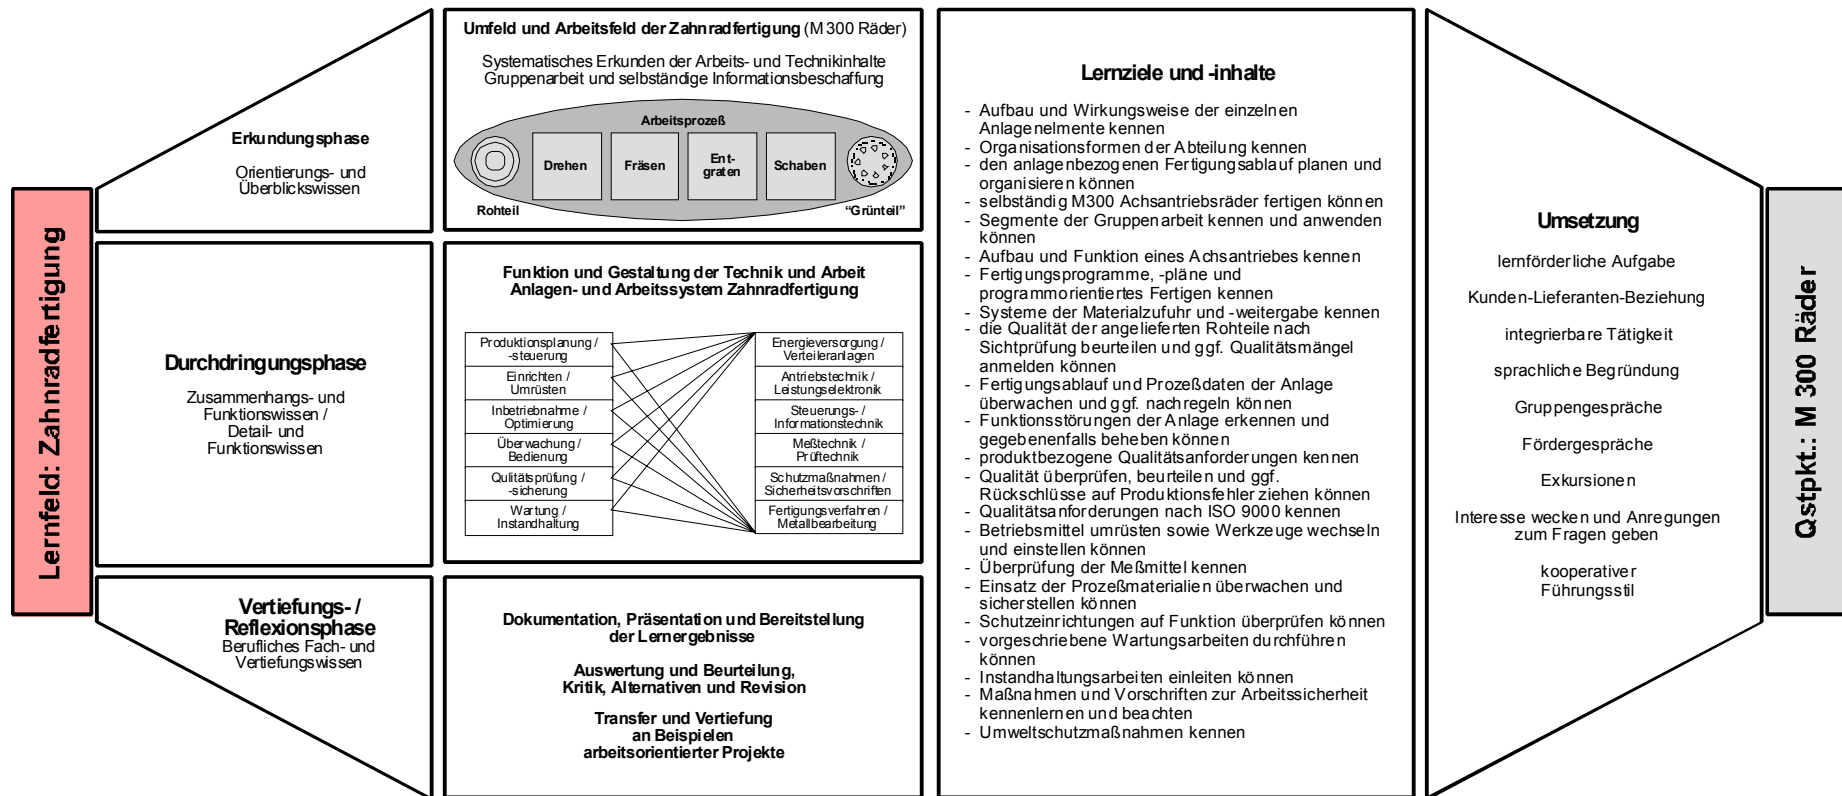 Lernfeld: Zahnradfertigung
Erkundungsphase
Orientierungs- und
Überblickswissen
Durchdringungsphase
Zusammenhangs- und
Funktionswissen /
Detail- und
Funktionswissen
Vertiefungs- /
Reflexionsphase
Berufliches Fach- und
Vertiefungswissen
Umfeld und Arbeitsfeld der Zahnradfertigung (M 300 Räder)
Systematisches Erkunden der Arbeits- und Technikinhalte
Gruppenarbeit und selbständige Informationsbeschaffung
Arbeitsprozeß
Drehen
Fräsen
Ent-
graten
Schaben
Rohteil
“Grünteil”
Funktion und Gestaltung der Technik und Arbeit
Anlagen- und Arbeitssystem Zahnradfertigung
Produktionsplanung /
-steuerung
Einrichten /
Umrüsten
Inbetriebnahme /
Optimierung
Überwachung /
Bedienung
Qulitätsprüfung /
-sicherung
Wartung /
Instandhaltung
Energieversorgung /
Verteileranlagen
Antriebstechnik /
Leistungselektronik
Steuerungs- /
Informationstechnik
Meßtechnik /
Prüftechnik
Schutzmaßnahmen /
Sicherheitsvorschriften
Fertigungsverfahren /
Metallbearbeitung
Dokumentation, Präsentation und Bereitstellung
der Lernergebnisse
Auswertung und Beurteilung,
Kritik, Alternativen und Revision
Transfer und Vertiefung
an Beispielen
arbeitsorientierter Projekte
Lernziele und -inhalte
- Aufbau und Wirkungsweise der einzelnen
Anlagenelmente kennen
- Organisationsformen der Abteilung kennen
- den anlagenbezogenen Fertigungsablauf planen und
organisieren können
- selbständig M300 Achsantriebsräder fertigen können
- Segmente der Gruppenarbeit kennen und anwenden
können
- Aufbau und Funktion eines Achsantriebes kennen
- Fertigungsprogramme, -pläne und
programmorientiertes Fertigen kennen
- Systeme der Materialzufuhr und -weitergabe kennen
- die Qualität der angelieferten Rohteile nach
Sichtprüfung beurteilen und ggf. Qualitätsmängel
anmelden können
- Fertigungsablauf und Prozeßdaten der Anlage
überwachen und ggf. nachregeln können
- Funktionsstörungen der Anlage erkennen und
gegebenenfalls beheben können
- produktbezogene Qualitätsanforderungen kennen
- Qualität überprüfen, beurteilen und ggf.
Rückschlüsse auf Produktionsfehler ziehen können
- Qualitätsanforderungen nach ISO 9000 kennen
- Betriebsmittel umrüsten sowie Werkzeuge wechseln
und einstellen können
- Überprüfung der Meßmittel kennen
- Einsatz der Prozeßmaterialien überwachen und
sicherstellen können
- Schutzeinrichtungen auf Funktion überprüfen können
- vorgeschriebene Wartungsarbeiten durchführen
können
- Instandhaltungsarbeiten einleiten können
- Maßnahmen und Vorschriften zur Arbeitssicherheit
kennenlernen und beachten
- Umweltschutzmaßnahmen kennen
Umsetzung
lernförderliche Aufgabe
Kunden-Lieferanten-Beziehung
integrierbare Tätigkeit
sprachliche Begründung
Gruppengespräche
Fördergespräche
Exkursionen
Interesse wecken und Anregungen
zum Fragen geben
kooperativer
Führungsstil
Qstpkt.: M 300 Räder